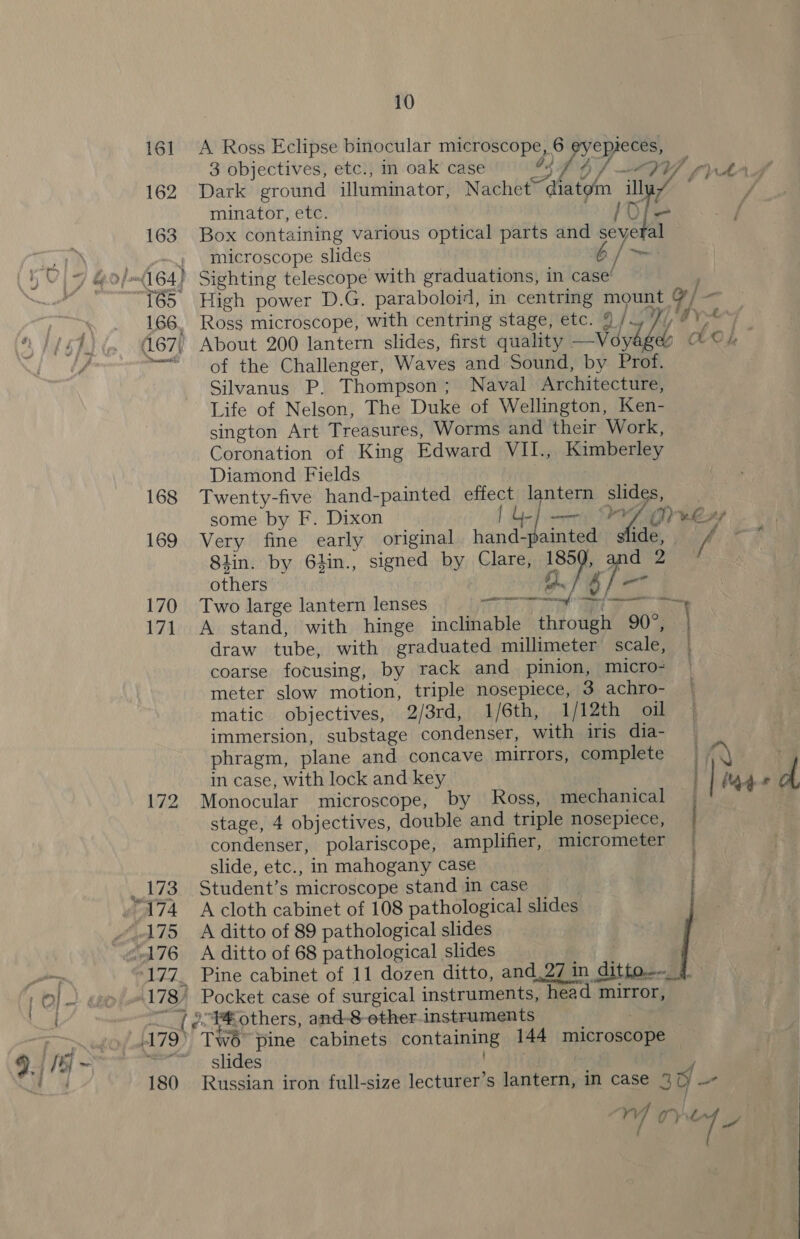 10
161 A Ross Eclipse binocular microscope, 6 eyepieces,
3 objectives, etc., in oak case
162 Dark ground illuminator, Nachet diatom illu-
minator, etc. 10/-
163 Box containing various optical parts and several
microscope slides 6/-
164 Sighting telescope with graduations, in case
165 High power D.G. paraboloid, in centring mount 9/-
166 Ross microscope, with centring stage, etc.
167 About 200 lantern slides, first quality—Voyage
of the Challenger, Waves and Sound, by Prof.
Silvanus P. Thompson; Naval Architecture,
Life of Nelson, The Duke of Wellington, Ken-
sington Art Treasures, Worms and their Work,
Coronation of King Edward VII., Kimberley
Diamond Fields
168 Twenty-five hand-painted effect lantern slides,
some by F. Dixon 14/-
169 Very fine early original hand-painted slide,
8½in. by 6½in., signed by Clare, 1859, and 2
others
170 Two large lantern lenses
171 A stand, with hinge inclinable through 90°,
draw tube, with graduated millimeter scale,
coarse focusing, by rack and pinion, micro-
meter slow motion, triple nosepiece, 3 achro-
matic objectives, 2/3rd, 1/6th, 1/12th oil
immersion, substage condenser, with iris dia-
phragm, plane and concave mirrors, complete
in case, with lock and key
172 Monocular microscope, by Ross, mechanical
stage, 4 objectives, double and triple nosepiece,
condenser, polariscope, amplifier, micrometer
slide, etc., in mahogany case
173 Student's microscope stand in case
174 A cloth cabinet of 108 pathological slides
175 A ditto of 89 pathological slides
176 A ditto of 68 pathological slides
177 Pine cabinet of 11 dozen ditto, and 27 in ditto
178 Pocket case of surgical instruments, head mirror,
others, and 8 other instruments
179 Two pine cabinets containing 144 microscope
slides
180 Russian iron full-size lecturer's lantern, in case